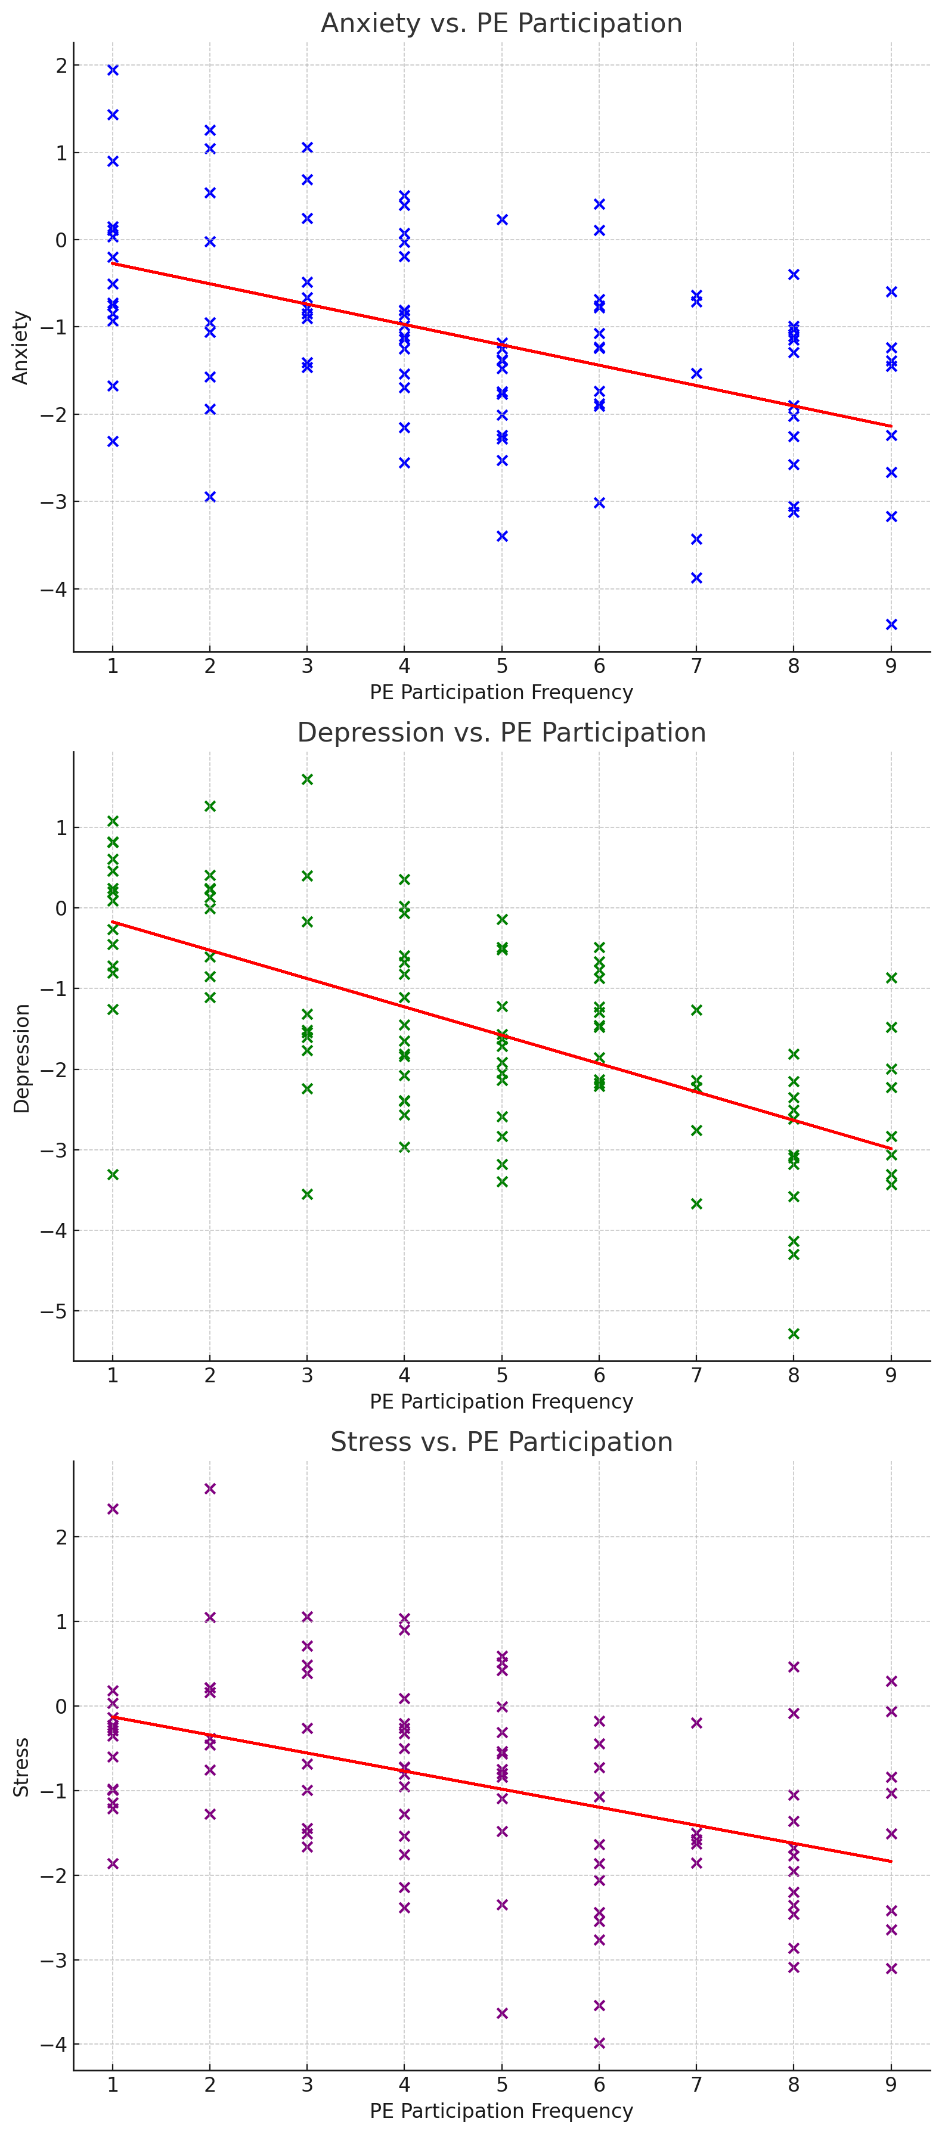 Anxiety vs. PE Participation
2
1
0
−1
−2
−3
−4
Anxiety
1 2 3 4 5 6 7 8 9
PE Participation Frequency
Depression vs. PE Participation
1
0
−1
−2
−3
−4
−5
Depression
1 2 3 4 5 6 7 8 9
PE Participation Frequency
Stress vs. PE Participation
2
1
0
−1
−2
−3
−4
Stress
1 2 3 4 5 6 7 8 9
PE Participation Frequency